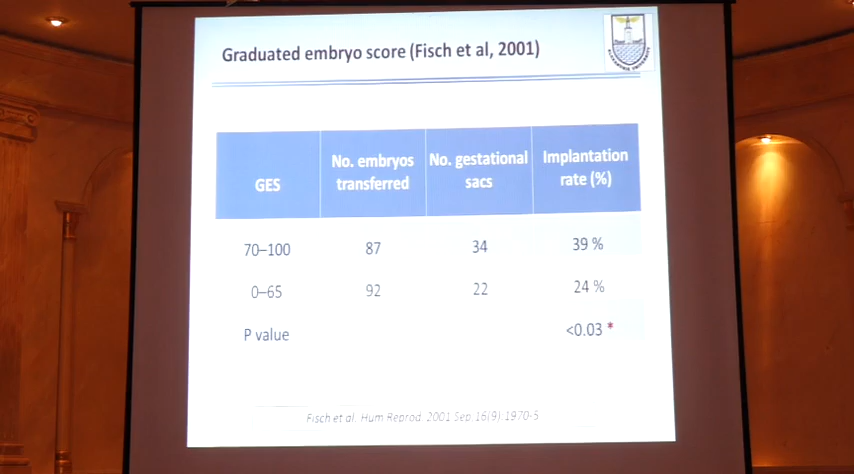 Graduated embryo score (Fisch et al, 2001)
GES No. embryos transferred No. gestational sacs Implantation rate (%)
70–100 87 34 39 %
0–65 92 22 24 %
P value <0.03 *
Fisch et al. Hum Reprod. 2001 Sep;16(9):1970-5